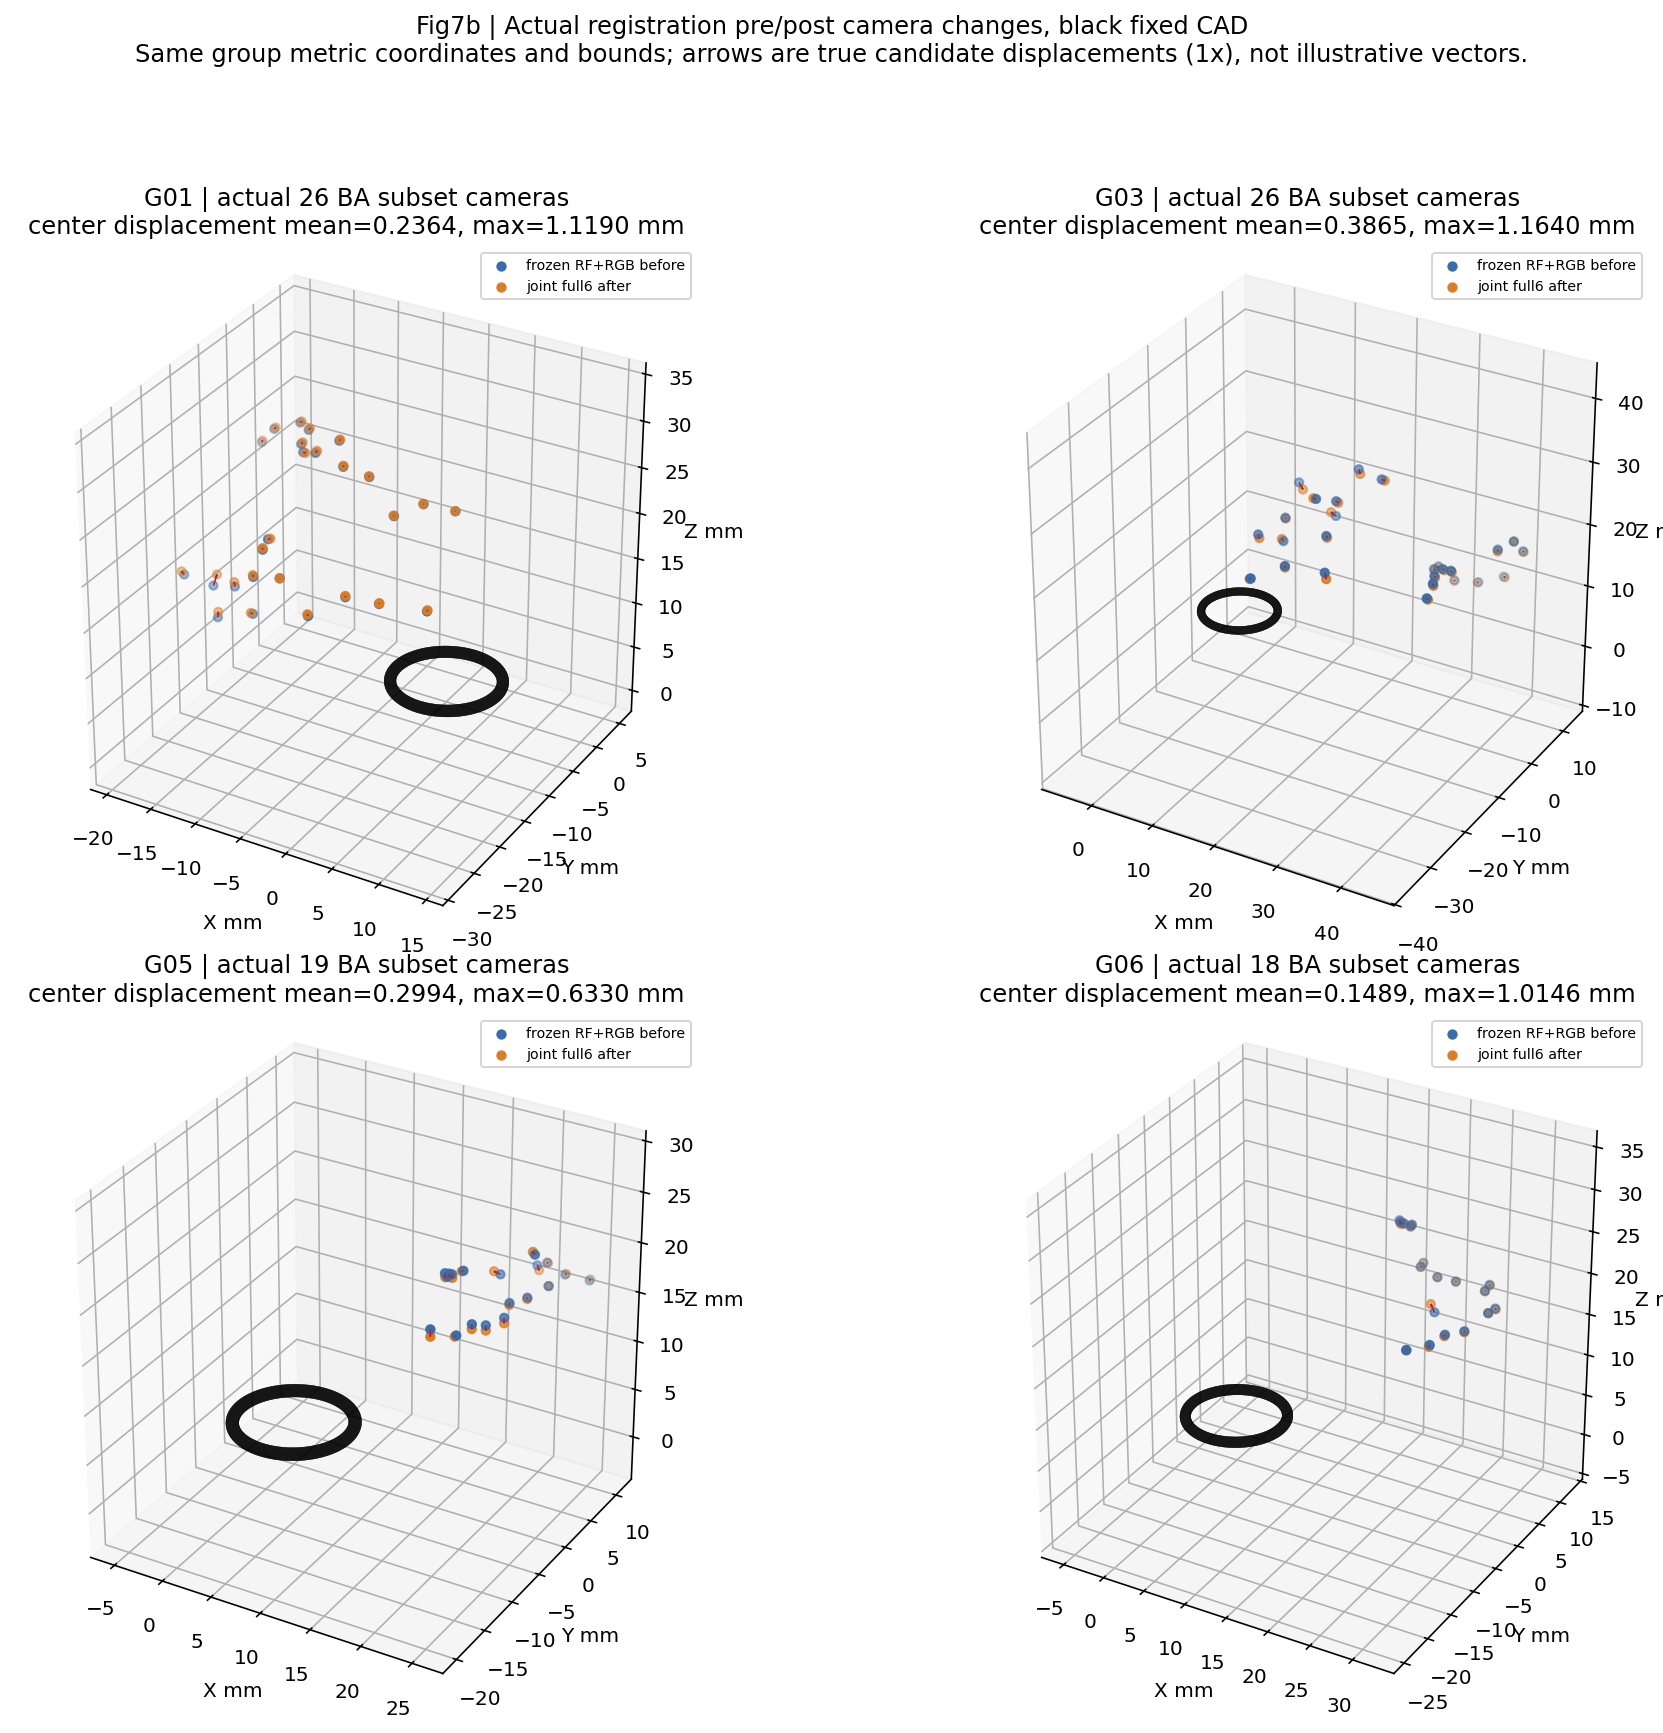 Fig7b | Actual registration pre/post camera changes, black fixed CAD
Same group metric coordinates and bounds; arrows are true candidate displacements (1x), not illustrative vectors.
G01 | actual 26 BA subset cameras
center displacement mean=0.2364, max=1.1190 mm
frozen RF+RGB before
joint full6 after
35
30
25
20
Z mm
15
10
5
0
5
0
−5
−10
−15
Y mm
−20
−25
−30
−20
−15
−10
−5
0
5
10
15
X mm
G03 | actual 26 BA subset cameras
center displacement mean=0.3865, max=1.1640 mm
frozen RF+RGB before
joint full6 after
40
30
20
Z r
10
0
−10
10
0
−10
−20
Y mm
−30
−40
0
10
20
30
40
X mm
G05 | actual 19 BA subset cameras
center displacement mean=0.2994, max=0.6330 mm
frozen RF+RGB before
joint full6 after
30
25
20
15
Z mm
10
5
0
10
5
0
−5
−10
Y mm
−15
−20
−5
0
5
10
15
20
25
X mm
G06 | actual 18 BA subset cameras
center displacement mean=0.1489, max=1.0146 mm
frozen RF+RGB before
joint full6 after
35
30
25
20
Z r
15
10
5
0
−5
15
10
5
0
−5
−10
Y mm
−15
−20
−25
−5
0
5
10
15
20
25
30
X mm